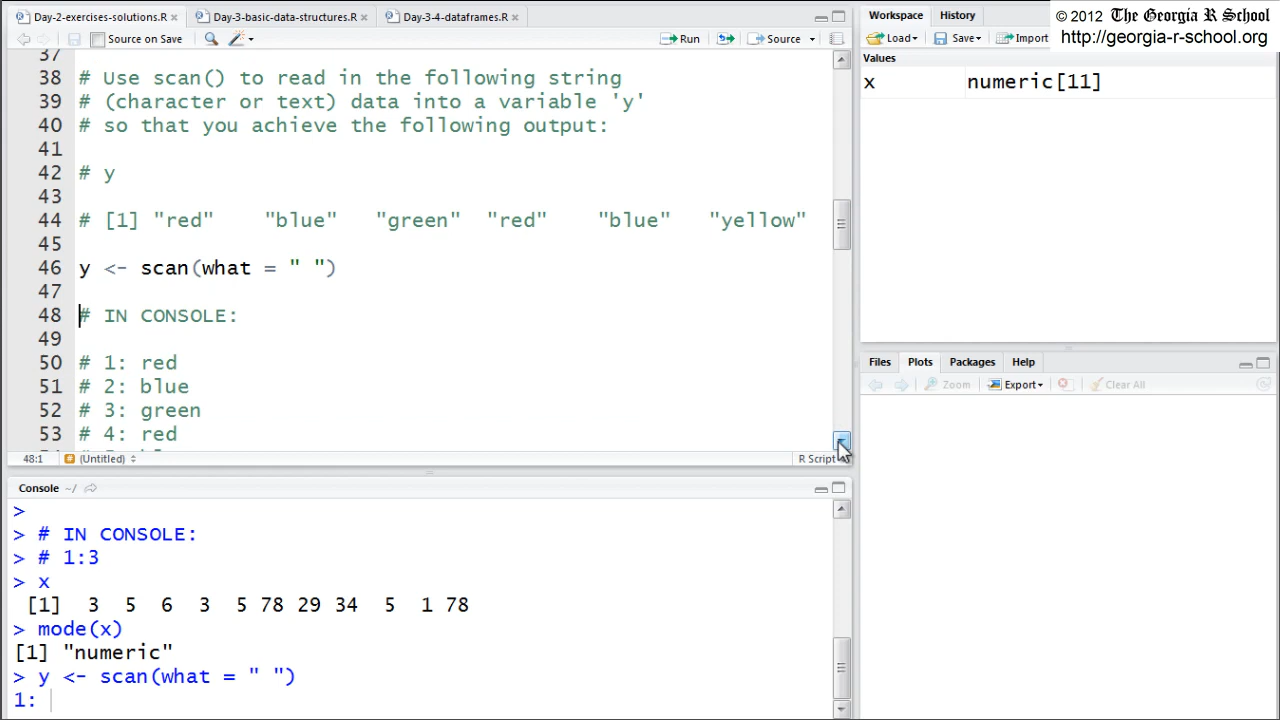 Day-2-exercises-solutions.R
Day-3-basic-data-structures.R
Day-3-4-dataframes.R
Source on Save
Run
Source
37
38 # Use scan() to read in the following string
39 # (character or text) data into a variable 'y'
40 # so that you achieve the following output:
41
42 # y
43
44 # [1] "red" "blue" "green" "red" "blue" "yellow"
45
46 y <- scan(what = " ")
47
48 # IN CONSOLE:
49
50 # 1: red
51 # 2: blue
52 # 3: green
53 # 4: red
48:1 (Untitled) R Script
Console ~/
>
> # IN CONSOLE:
> # 1:3
> x
[1] 3 5 6 3 5 78 29 34 5 1 78
> mode(x)
[1] "numeric"
> y <- scan(what = " ")
1:
Workspace History
© 2012 The Georgia R School
http://georgia-r-school.org
Load Save Import
Values
x numeric[11]
Files Plots Packages Help
Zoom Export Clear All